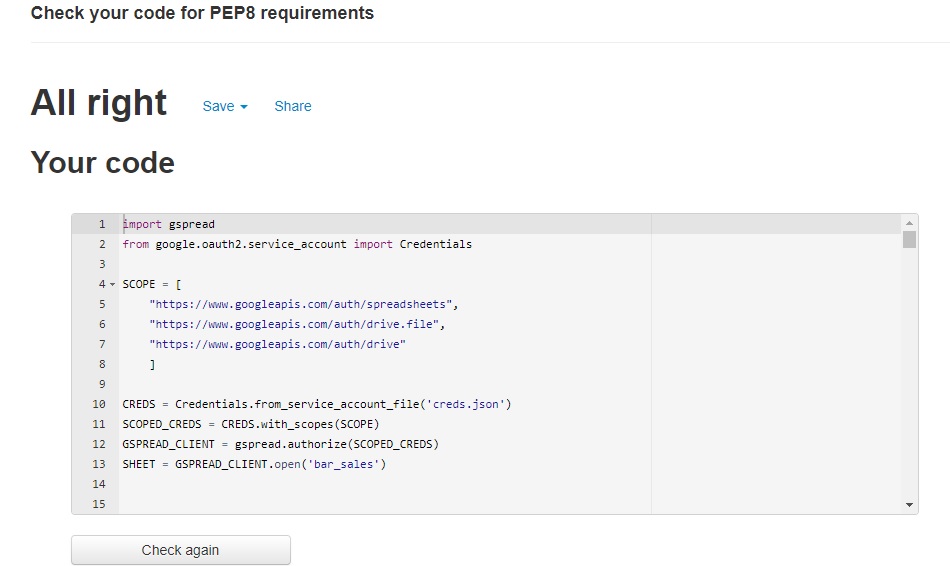 Check your code for PEP8 requirements
All right Save Share
Your code
1 import gspread
2 from google.oauth2.service_account import Credentials
3
4 SCOPE = [
5     "https://www.googleapis.com/auth/spreadsheets",
6     "https://www.googleapis.com/auth/drive.file",
7     "https://www.googleapis.com/auth/drive"
8     ]
9
10 CREDS = Credentials.from_service_account_file('creds.json')
11 SCOPED_CREDS = CREDS.with_scopes(SCOPE)
12 GSPREAD_CLIENT = gspread.authorize(SCOPED_CREDS)
13 SHEET = GSPREAD_CLIENT.open('bar_sales')
14
15
Check again